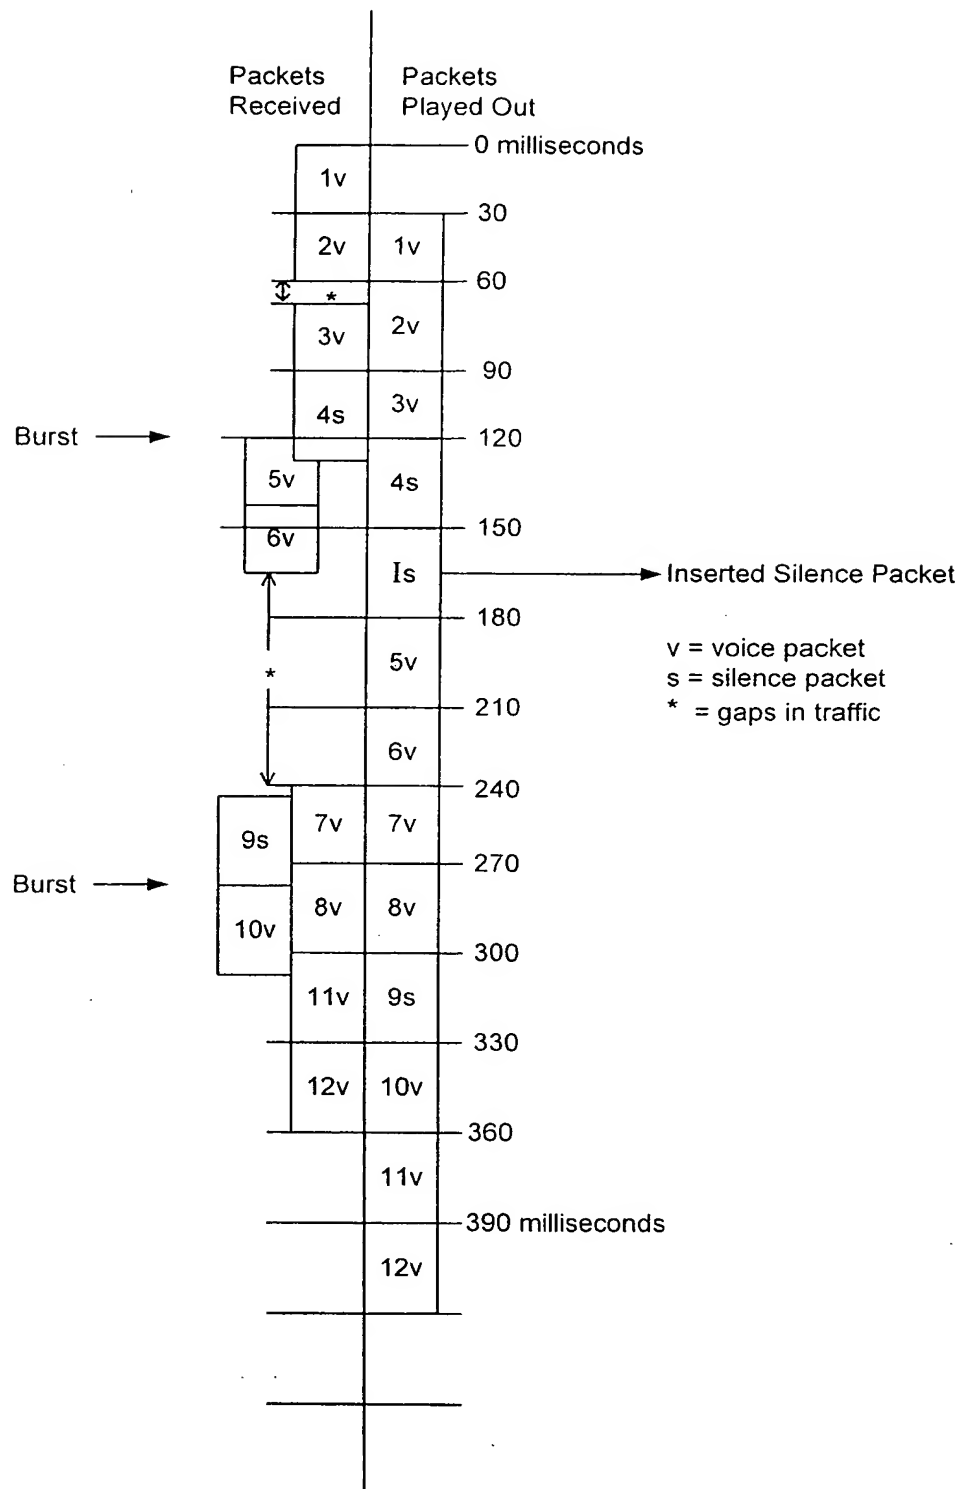 Packets Received
Packets Played Out
0 milliseconds
1v
30
2v
1v
60
*
3v
2v
90
4s
3v
Burst
120
5v
4s
150
6v
Is
Inserted Silence Packet
180
v = voice packet
s = silence packet
* = gaps in traffic
*
5v
210
6v
240
9s
7v
7v
270
Burst
10v
8v
8v
300
11v
9s
330
12v
10v
360
11v
390 milliseconds
12v